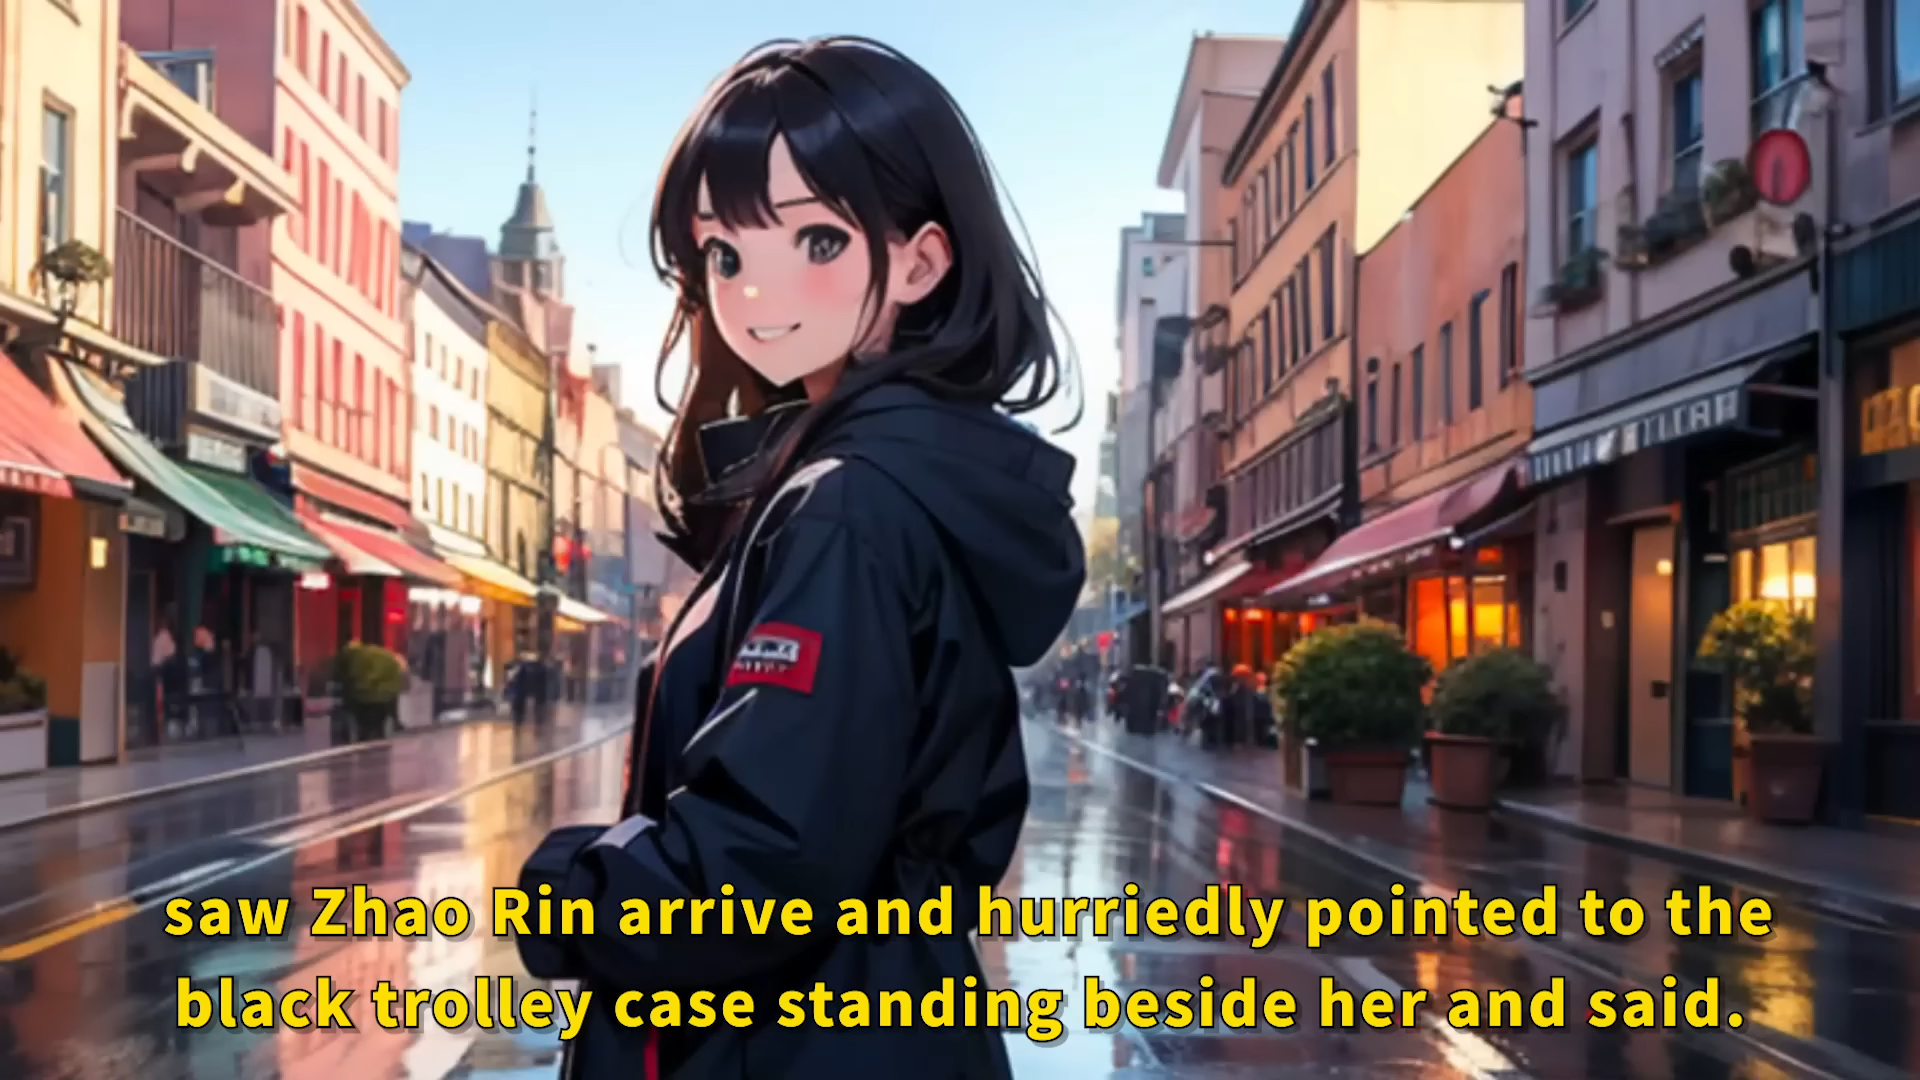 saw Zhao Rin arrive and hurriedly pointed to the
black trolley case standing beside her and said.